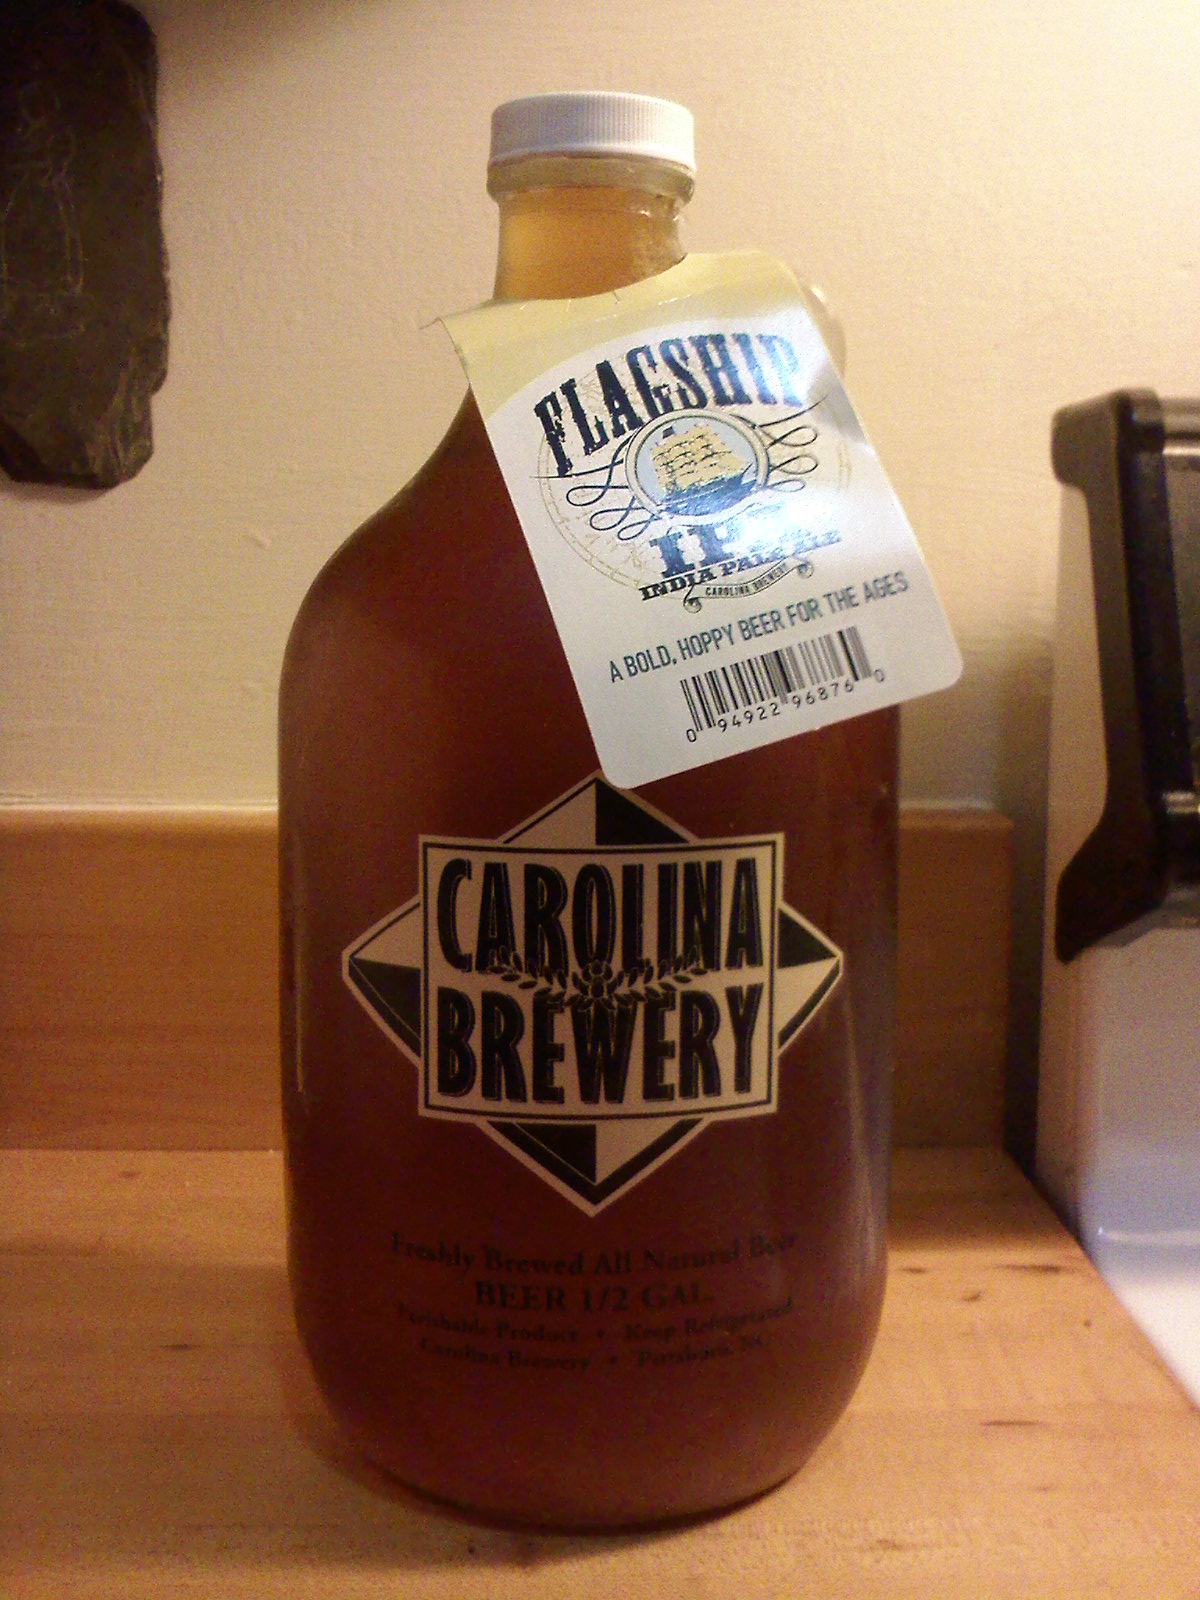 FLAGSHIP
IPA
INDIA PALE ALE
CAROLINA BREWERY
A BOLD, HOPPY BEER FOR THE AGES
0 94922 96876 0
CAROLINA
BREWERY
Freshly Brewed All Natural Beer
BEER 1/2 GAL.
Perishable Product • Keep Refrigerated
Carolina Brewery • Pittsboro, NC